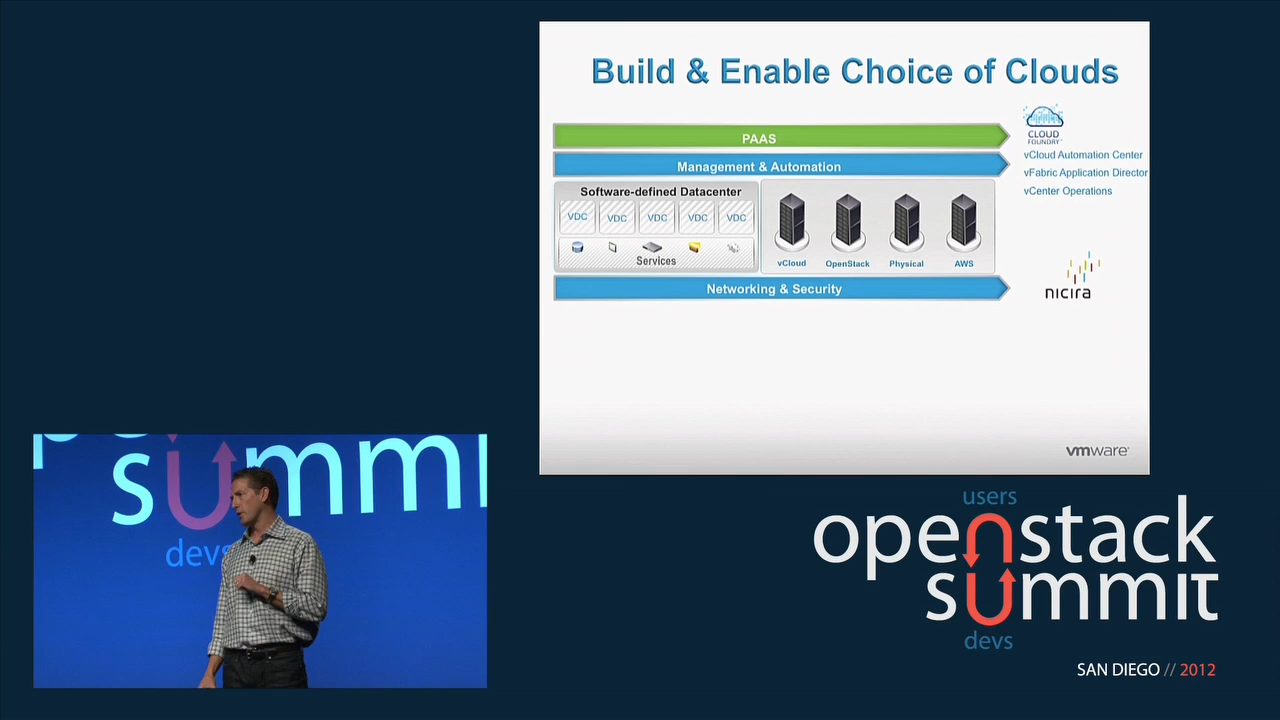 Build & Enable Choice of Clouds
PAAS
Management & Automation
Software-defined Datacenter
VDC VDC VDC VDC VDC
Services
vCloud OpenStack Physical AWS
Networking & Security
CLOUD
FOUNDRY
vCloud Automation Center
vFabric Application Director
vCenter Operations
nicira
vmware
summi
devs
users
openstack
summit
devs
SAN DIEGO // 2012